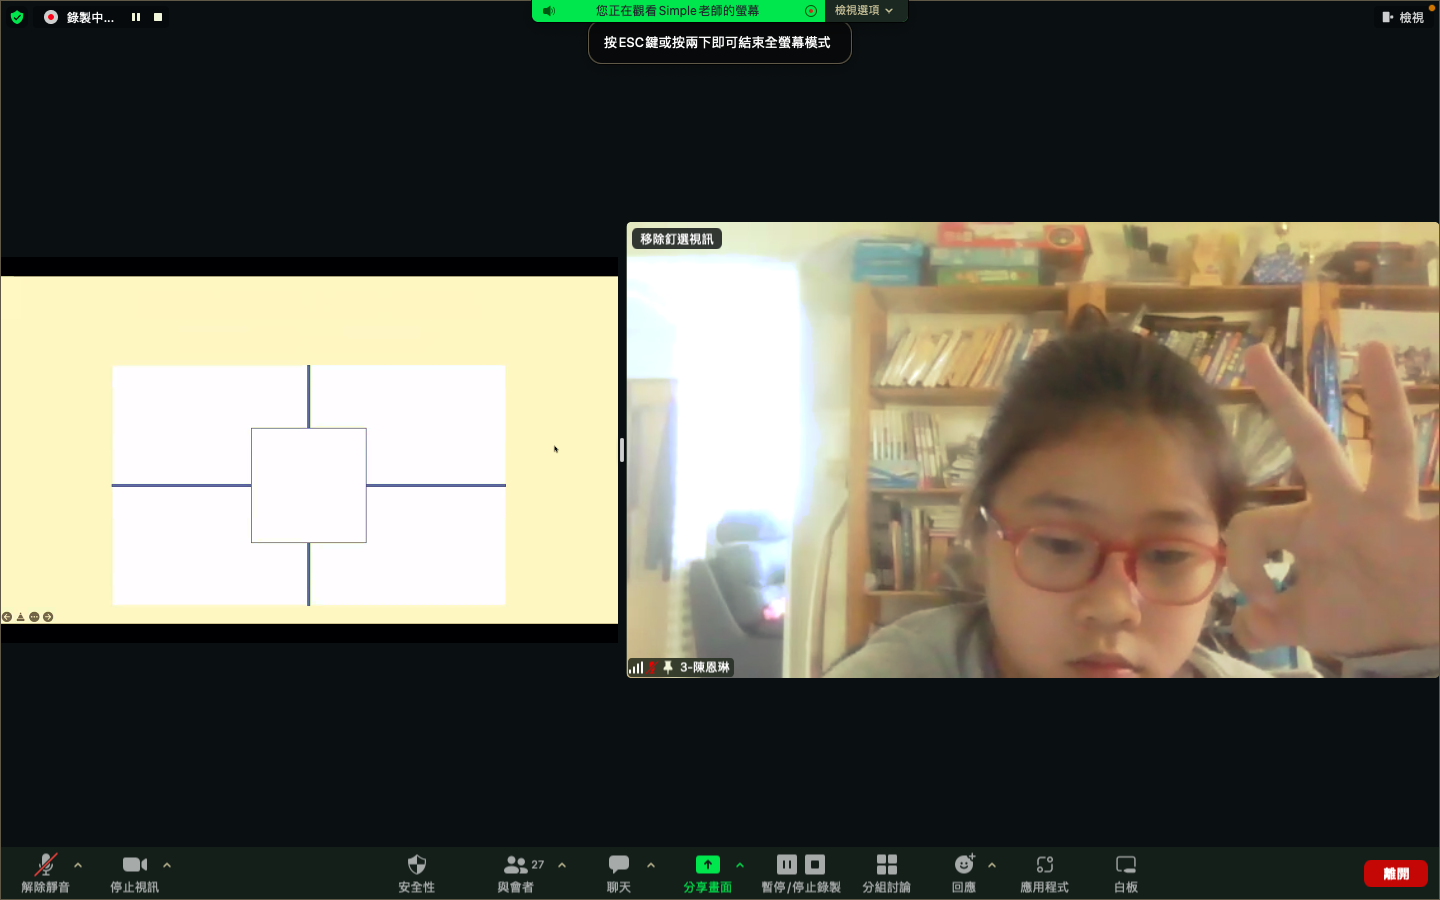 錄製中...
您正在觀看Simple老師的螢幕
檢視選項
檢視
按ESC鍵或按兩下即可結束全螢幕模式
移除釘選視訊
3-陳恩琳
解除靜音
停止視訊
安全性
27
與會者
聊天
分享畫面
暫停/停止錄製
分組討論
回應
應用程式
白板
離開